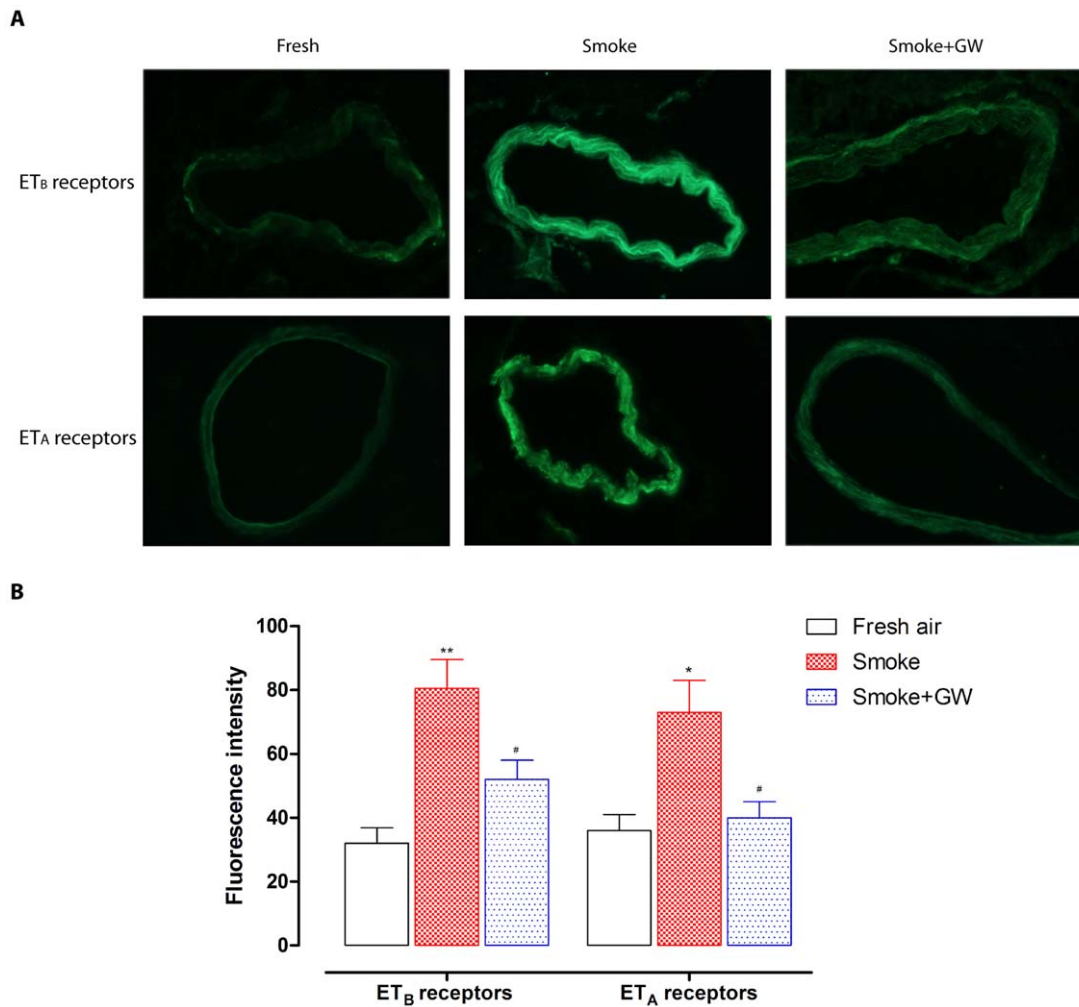 A
Fresh Smoke Smoke+GW
ETB receptors
ETA receptors
B
Fluorescence intensity
100
80
60
40
20
0
** # * #
Fresh air
Smoke
Smoke+GW
ETB receptors ETA receptors